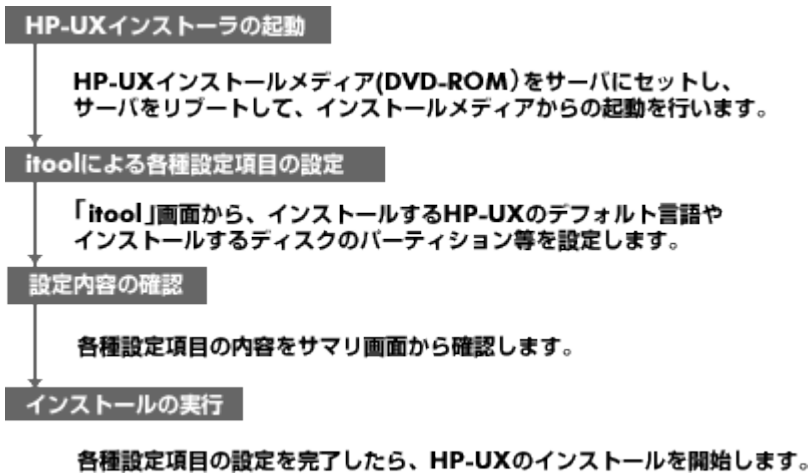 HP-UXインストーラの起動
HP-UXインストールメディア(DVD-ROM)をサーバにセットし、
サーバをリブートして、インストールメディアからの起動を行います。
itoolによる各種設定項目の設定
「itool」画面から、インストールするHP-UXのデフォルト言語や
インストールするディスクのパーティション等を設定します。
設定内容の確認
各種設定項目の内容をサマリ画面から確認します。
インストールの実行
各種設定項目の設定を完了したら、HP-UXのインストールを開始します。